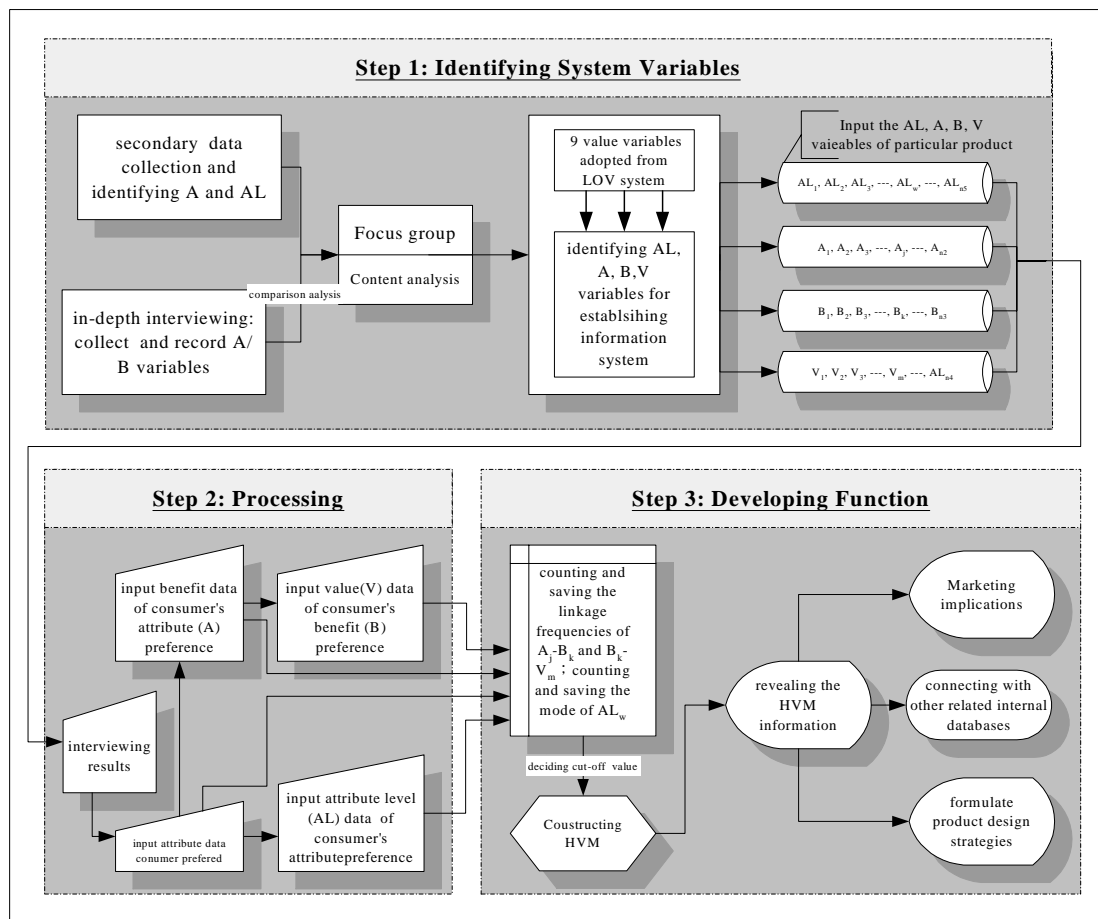 Step 1: Identifying System Variables
secondary data
collection and
identifying A and AL
in-depth interviewing:
collect and record A/
B variables
comparison aalysis
Focus group
Content analysis
9 value variables
adopted from
LOV system
identifying AL,
A, B,V
variables for
establsihing
information
system
Input the AL, A, B, V
vaieables of particular product
AL1, AL2, AL3, ---, ALw, ---, ALn5
A1, A2, A3, ---, Aj, ---, An2
B1, B2, B3, ---, Bk, ---, Bn3
V1, V2, V3, ---, Vm, ---, ALn4
Step 2: Processing
input benefit data
of consumer's
attribute (A)
preference
input value(V) data
of consumer's
benefit (B)
preference
interviewing
results
input attribute data
conumer prefered
input attribute level
(AL) data of
consumer's
attributepreference
Step 3: Developing Function
counting and
saving the
linkage
frequencies of
Aj-Bk and Bk-
Vm ; counting
and saving the
mode of ALw
deciding cut-off value
Coustructing
HVM
revealing the
HVM
information
Marketing
implications
connecting with
other related internal
databases
formulate
product design
strategies